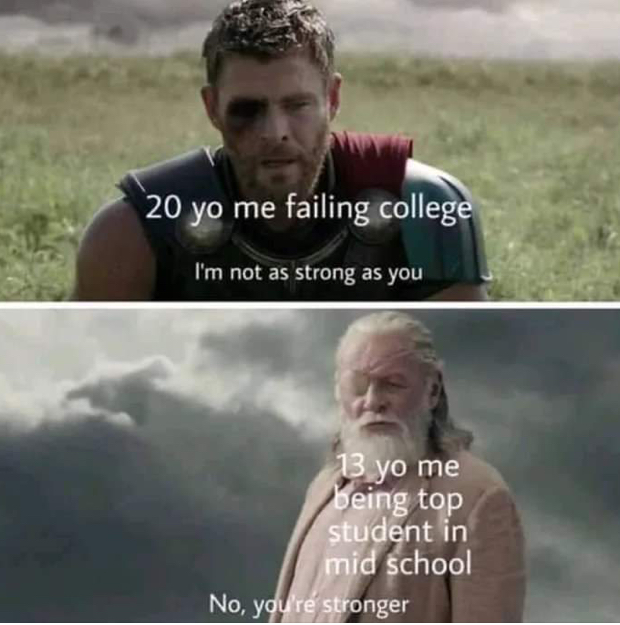 20 yo me failing college
I'm not as strong as you
13 yo me
being top
student in
mid school
No, you're stronger